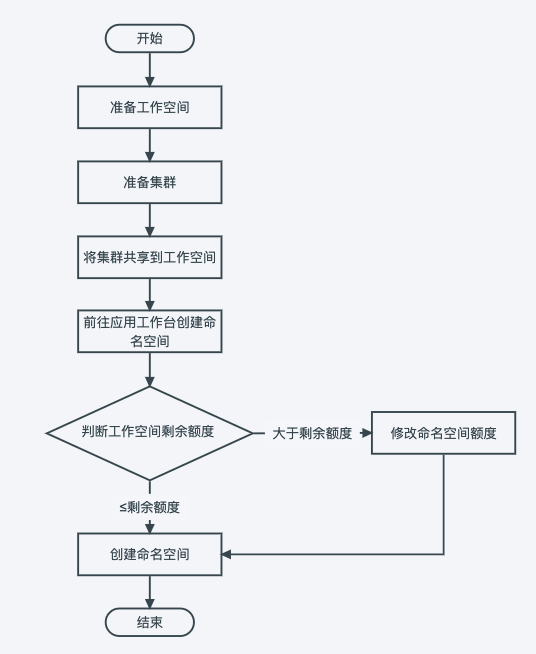 开始
准备工作空间
准备集群
将集群共享到工作空间
前往应用工作台创建命
名空间
判断工作空间剩余额度
大于剩余额度
修改命名空间额度
≤剩余额度
创建命名空间
结束